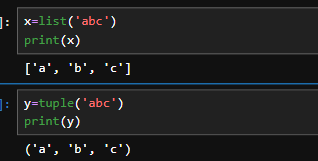 ]: x=list('abc')
print(x)
['a', 'b', 'c']
]: y=tuple('abc')
print(y)
('a', 'b', 'c')